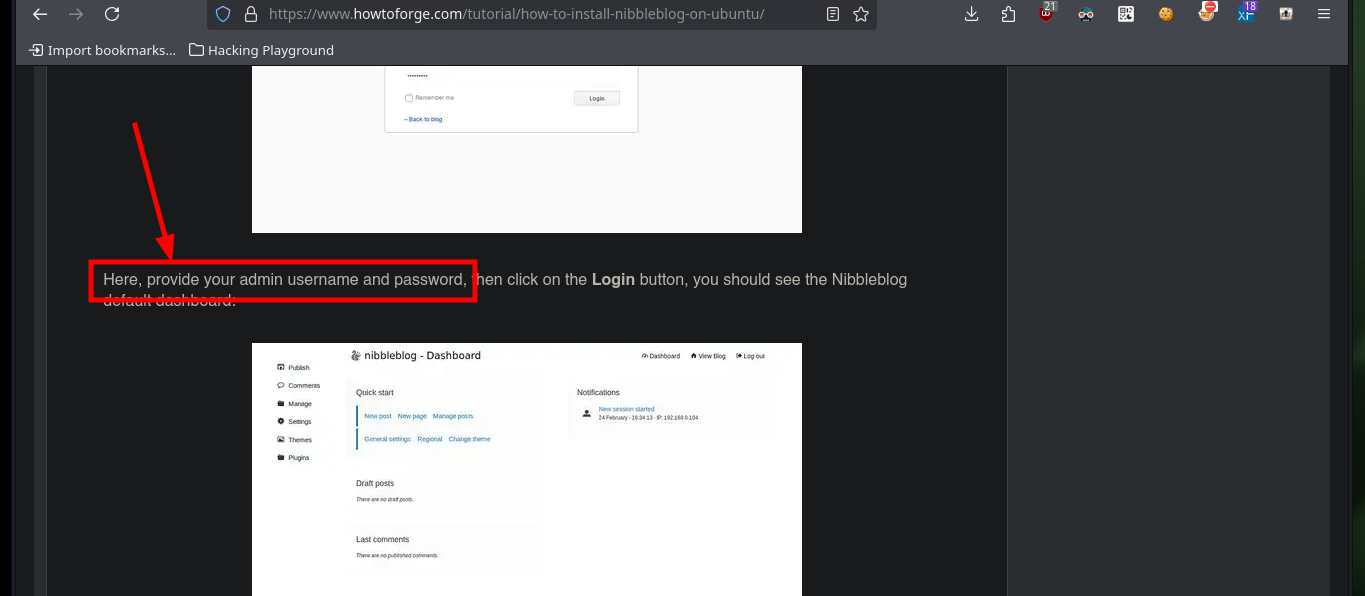 21
18
https://www.howtoforge.com/tutorial/how-to-install-nibbleblog-on-ubuntu/
Import bookmarks...
Hacking Playground
Remember me
Login
←Back to blog
Here, provide your admin username and password, then click on the Login button, you should see the Nibbleblog
default dashboard:
nibbleblog - Dashboard
Dashboard
View Blog
Log out
Publish
Comments
Manage
Settings
Themes
Plugins
Quick start
New post New page Manage posts
General settings Regional Change theme
Notifications
New session started
24 February - 16:34:13 - IP: 192.168.0.104
Draft posts
There are no draft posts.
Last comments
There are no published comments.